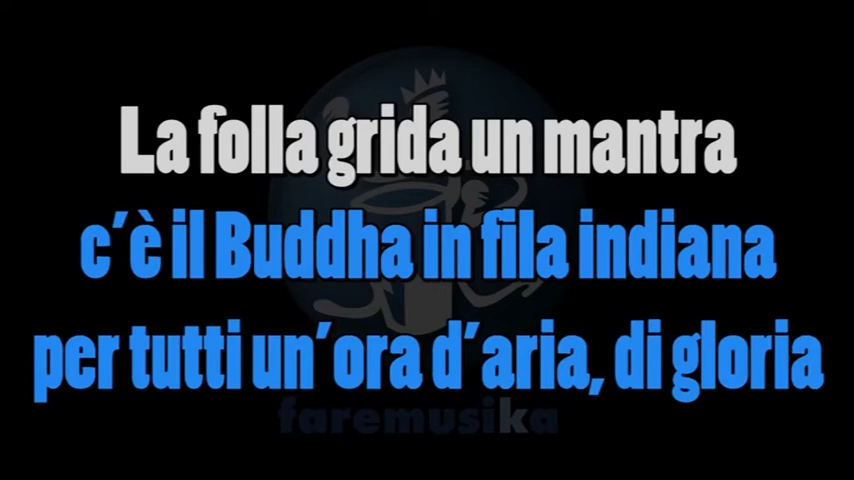 La folla grida un mantra
c'è il Buddha in fila indiana
per tutti un'ora d'aria, di gloria
faremusika